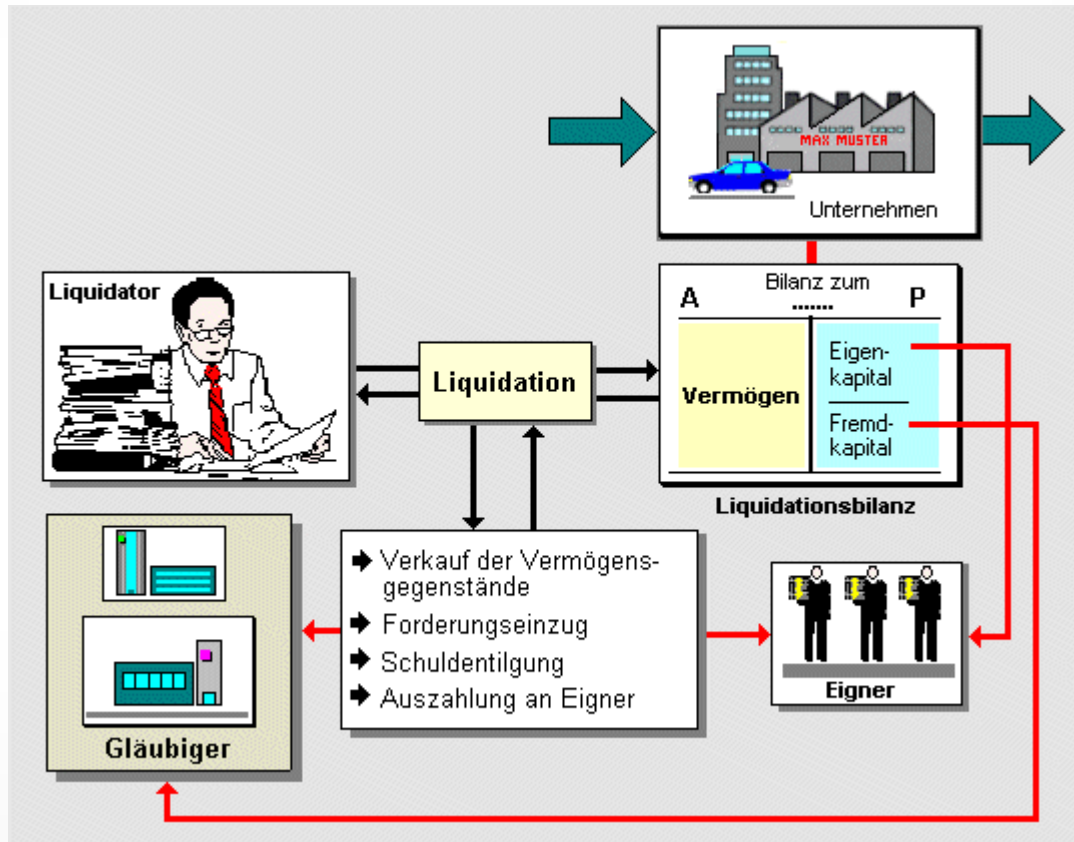 MAX MUSTER
Unternehmen
Liquidator
Liquidation
Bilanz zum
.......
A
P
Vermögen
Eigen-
kapital
Fremd-
kapital
Liquidationsbilanz
Verkauf der Vermögens-
gegenstände
Forderungseinzug
Schuldentilgung
Auszahlung an Eigner
Gläubiger
Eigner